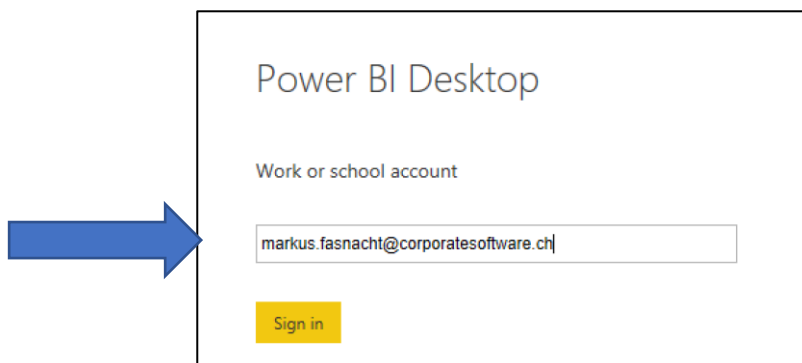 Power BI Desktop
Work or school account
markus.fasnacht@corporatesoftware.ch
Sign in